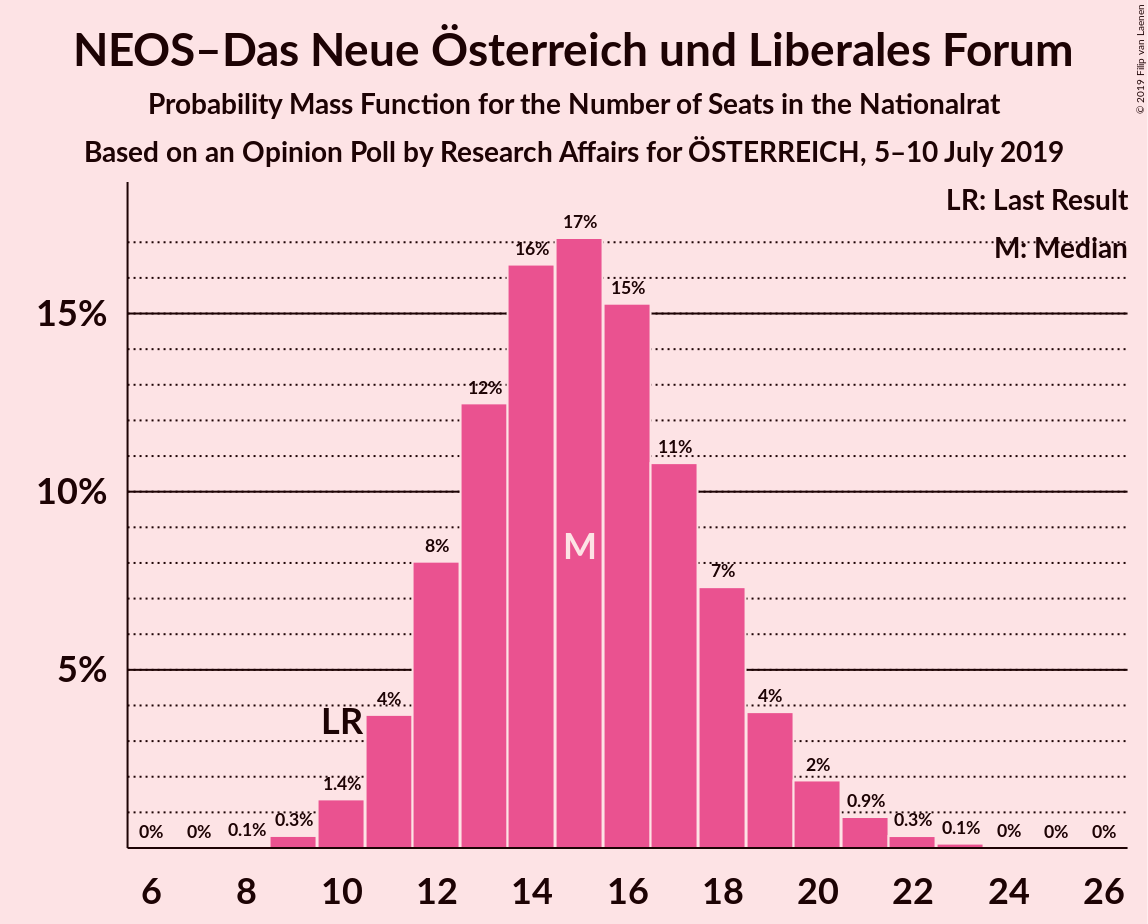 NEOS–Das Neue Österreich und Liberales Forum
Probability Mass Function for the Number of Seats in the Nationalrat
Based on an Opinion Poll by Research Affairs for ÖSTERREICH, 5–10 July 2019
© 2019 Filip van Laenen
LR: Last Result
M: Median
17%
16%
15%
15%
12%
11%
10%
M
8%
7%
5%
4%
4%
LR
2%
1.4%
0.9%
0.3%
0.3%
0%
0%
0.1%
0.1%
0%
0%
0%
6 8 10 12 14 16 18 20 22 24 26